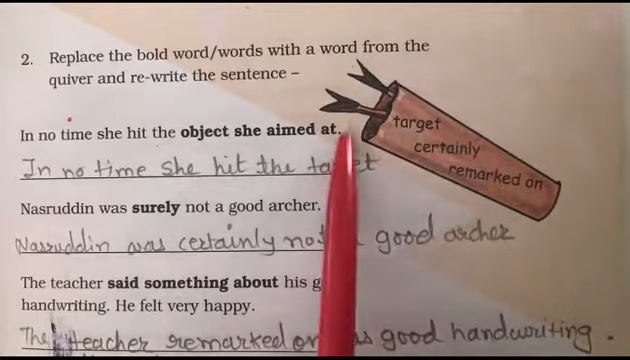 2. Replace the bold word/words with a word from the
quiver and re-write the sentence –
In no time she hit the object she aimed at.
target
certainly
remarked on
In no time she hit the
Nasruddin was surely not a good archer.
Nasruddin was certainly good archer
The teacher said something about his
handwriting. He felt very happy.
The teacher remarked good handwriting.